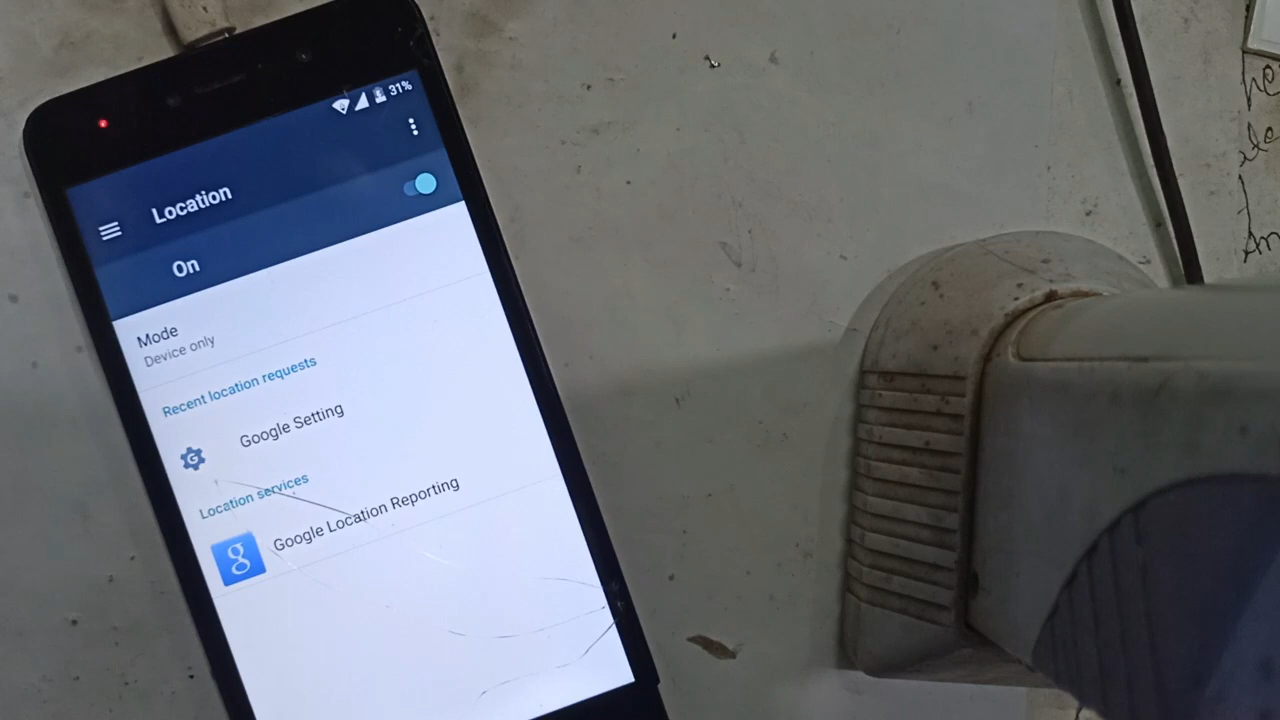 31%
Location
On
Mode
Device only
Recent location requests
Google Setting
Location services
g
Google Location Reporting